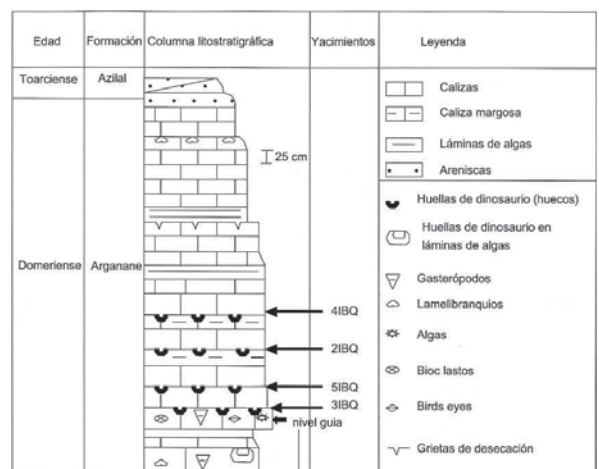 Edad Formación Columna litostratigráfica Yacimientos Leyenda
Toarciense Azilal
Calizas
Caliza margosa
Láminas de algas
Areniscas
25 cm
Huellas de dinosaurio (huecos)
Huellas de dinosaurio en
láminas de algas
Gasterópodos
Lamelibranquios
Algas
Bioc lastos
Birds eyes
Grietas de desecación
Domeriense Arganane
4IBQ
2IBQ
5IBQ
3IBQ
nivel guia